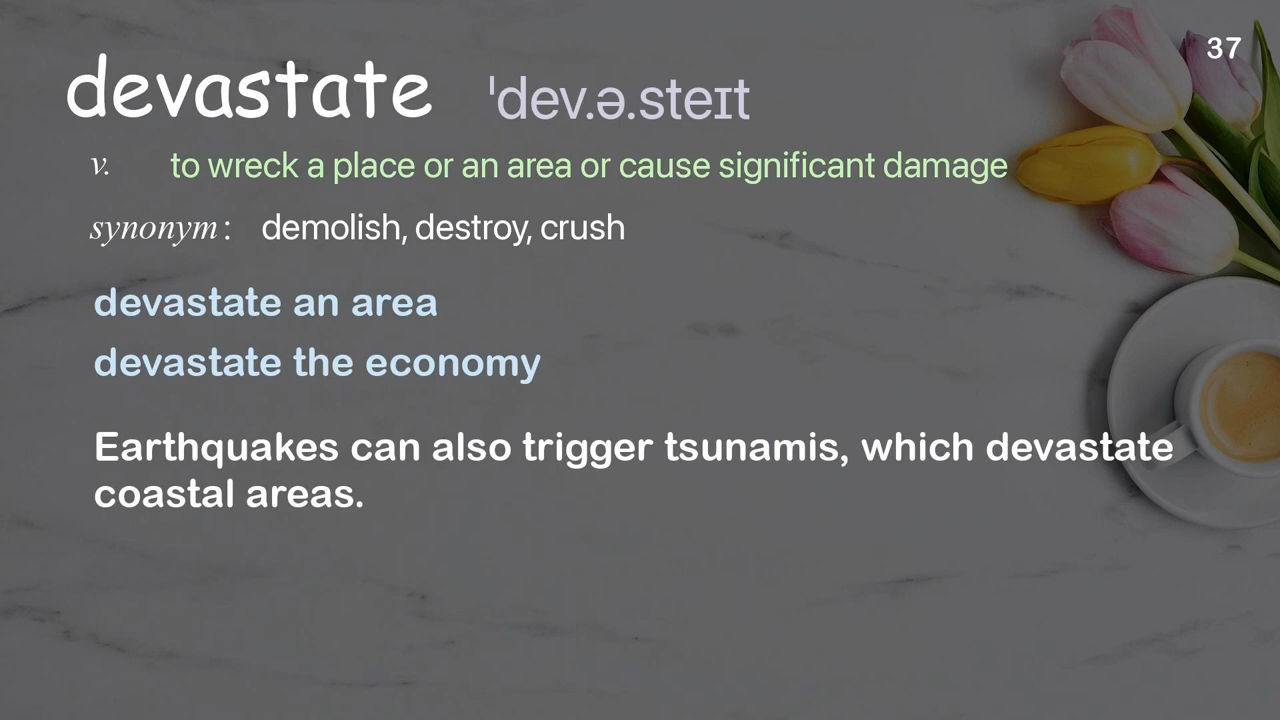 37
devastate ˈdev.ə.steɪt
v. to wreck a place or an area or cause significant damage
synonym: demolish, destroy, crush
devastate an area
devastate the economy
Earthquakes can also trigger tsunamis, which devastate
coastal areas.